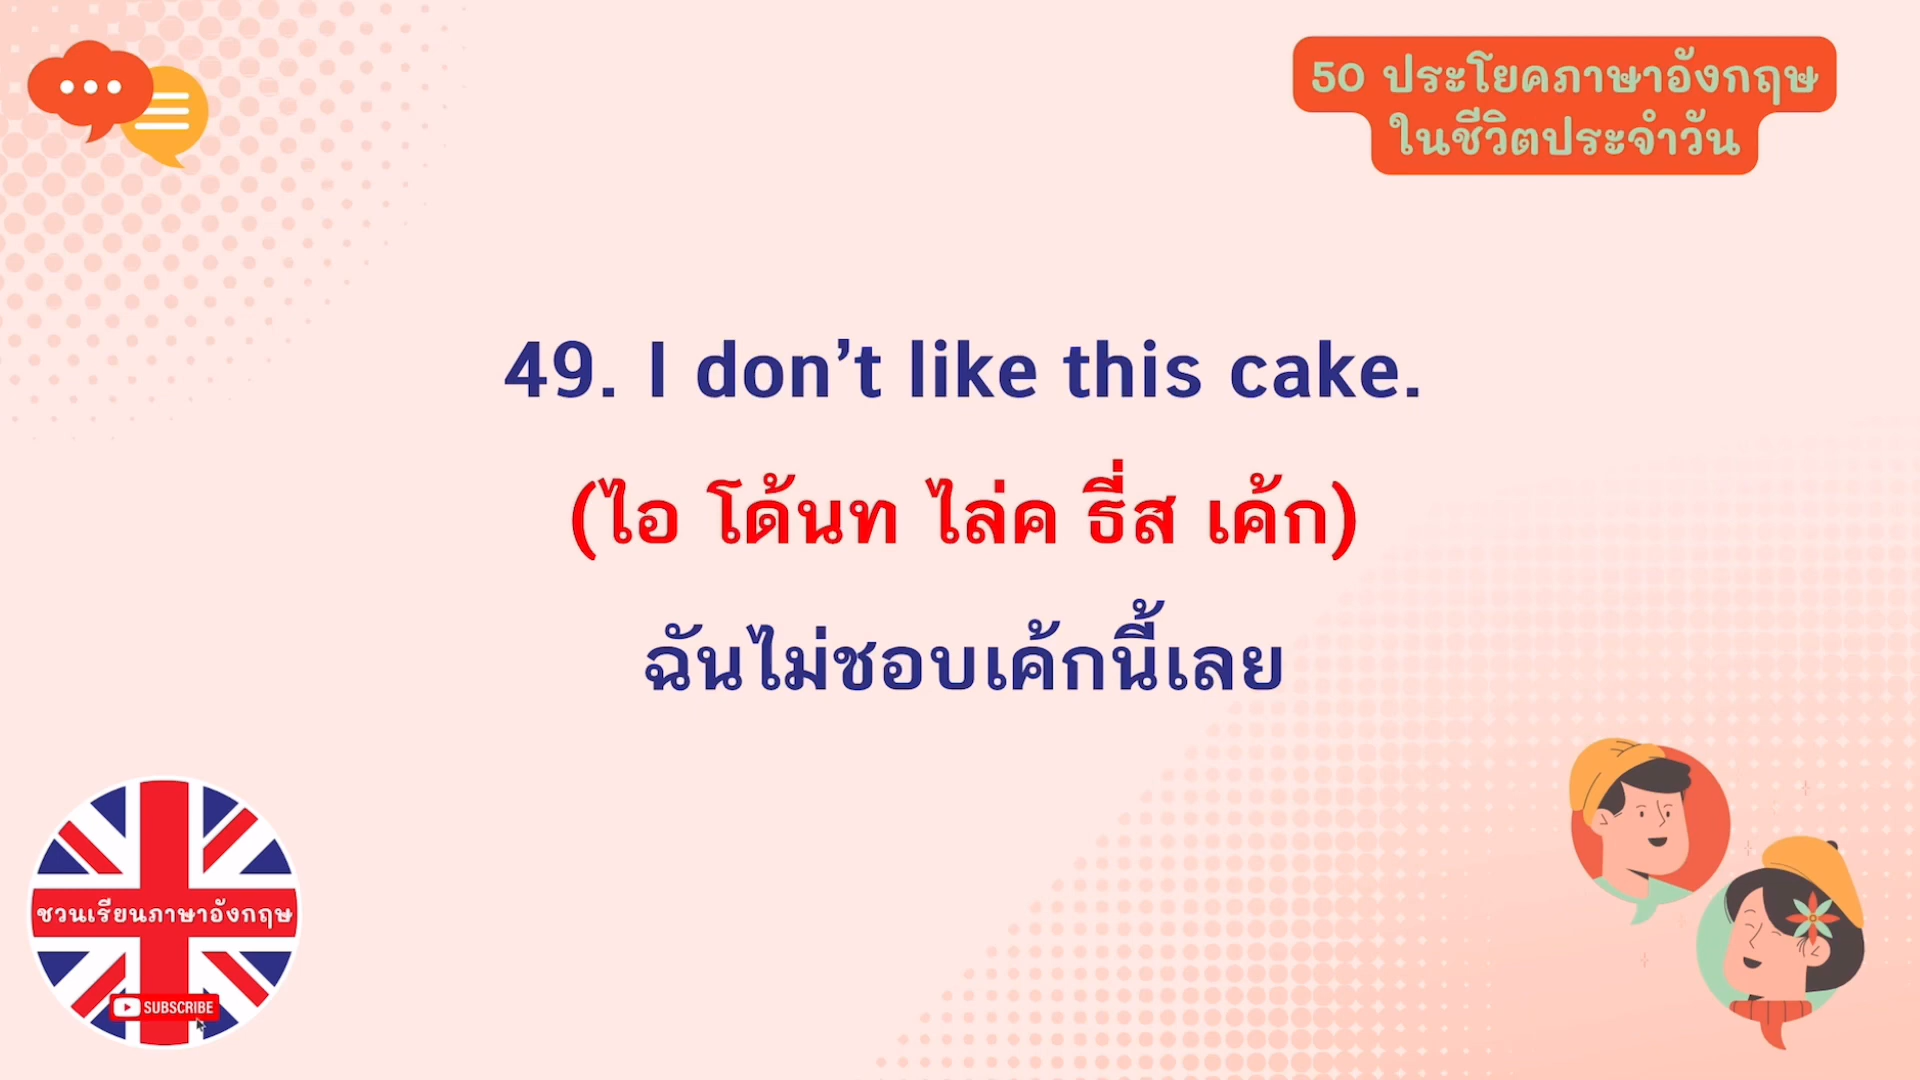 50 ประโยคภาษาอังกฤษ
ในชีวิตประจำวัน
49. I don’t like this cake.
(ไอ โด้นท ไล่ค ธี่ส เค้ก)
ฉันไม่ชอบเค้กนี้เลย
ชวนเรียนภาษาอังกฤษ
SUBSCRIBE